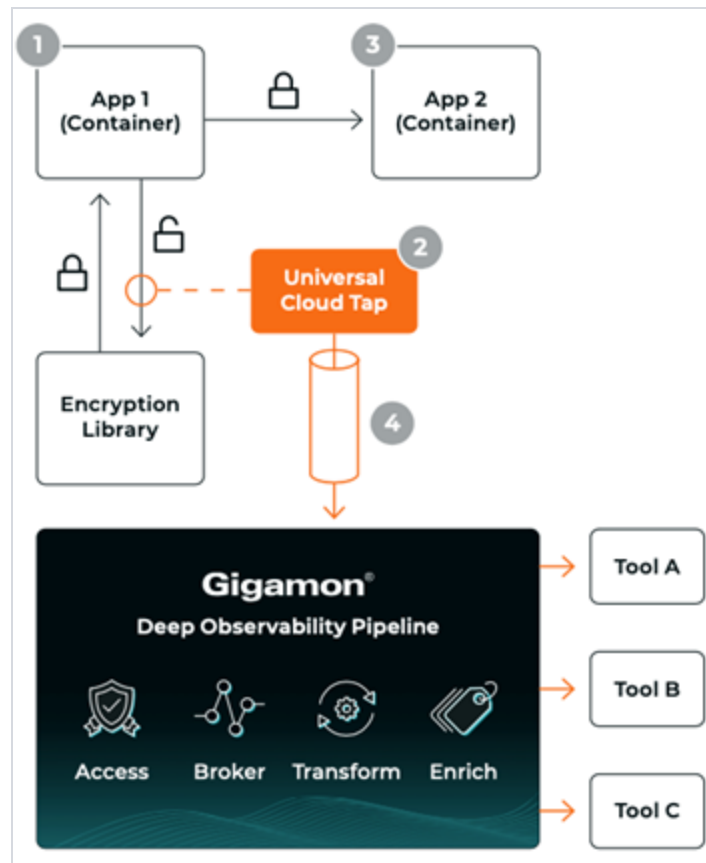 1
App 1
(Container)
3
App 2
(Container)
2
Universal
Cloud Tap
Encryption
Library
4
Gigamon®
Deep Observability Pipeline
Access
Broker
Transform
Enrich
Tool A
Tool B
Tool C